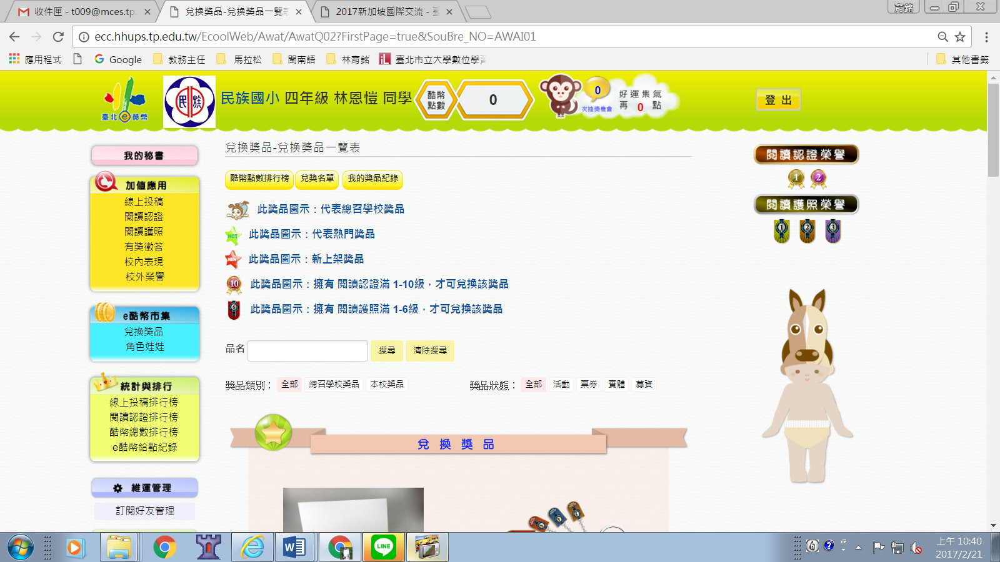 收件匣 - t009@mces.tp.
兌換獎品-兌換獎品一覽表
2017新加坡國際交流 -
育銘
ecc.hhups.tp.edu.tw/EcoolWeb/Awat/AwatQ02?FirstPage=true&SouBre_NO=AWAI01
應用程式
Google
教務主任
馬拉松
閩南語
林育銘
臺北市立大學數位學習
其他書籤
臺北e酷幣
民族
民族國小 四年級 林恩愷 同學
酷幣點數
0
0
次抽獎機會
好運集氣
再 0 點
登 出
我的秘書
加值應用
線上投稿
閱讀認證
閱讀護照
有獎徵答
校內表現
校外榮譽
e酷幣市集
兌換獎品
角色娃娃
統計與排行
線上投稿排行榜
閱讀認證排行榜
酷幣總數排行榜
e酷幣給點紀錄
維運管理
訂閱好友管理
兌換獎品-兌換獎品一覽表
酷幣點數排行榜
兌獎名單
我的獎品紀錄
此獎品圖示：代表總召學校獎品
HOT
此獎品圖示：代表熱門獎品
NEW
此獎品圖示：新上架獎品
10
此獎品圖示：擁有 閱讀認證滿 1-10級，才可兌換該獎品
6
此獎品圖示：擁有 閱讀護照滿 1-6級，才可兌換該獎品
品名
搜尋
清除搜尋
獎品類別：
全部
總召學校獎品
本校獎品
獎品狀態：
全部
活動
票券
實體
募資
兌 換 獎 品
閱讀認證榮譽
1
2
閱讀護照榮譽
1
2
3
LINE
上午 10:40
2017/2/21